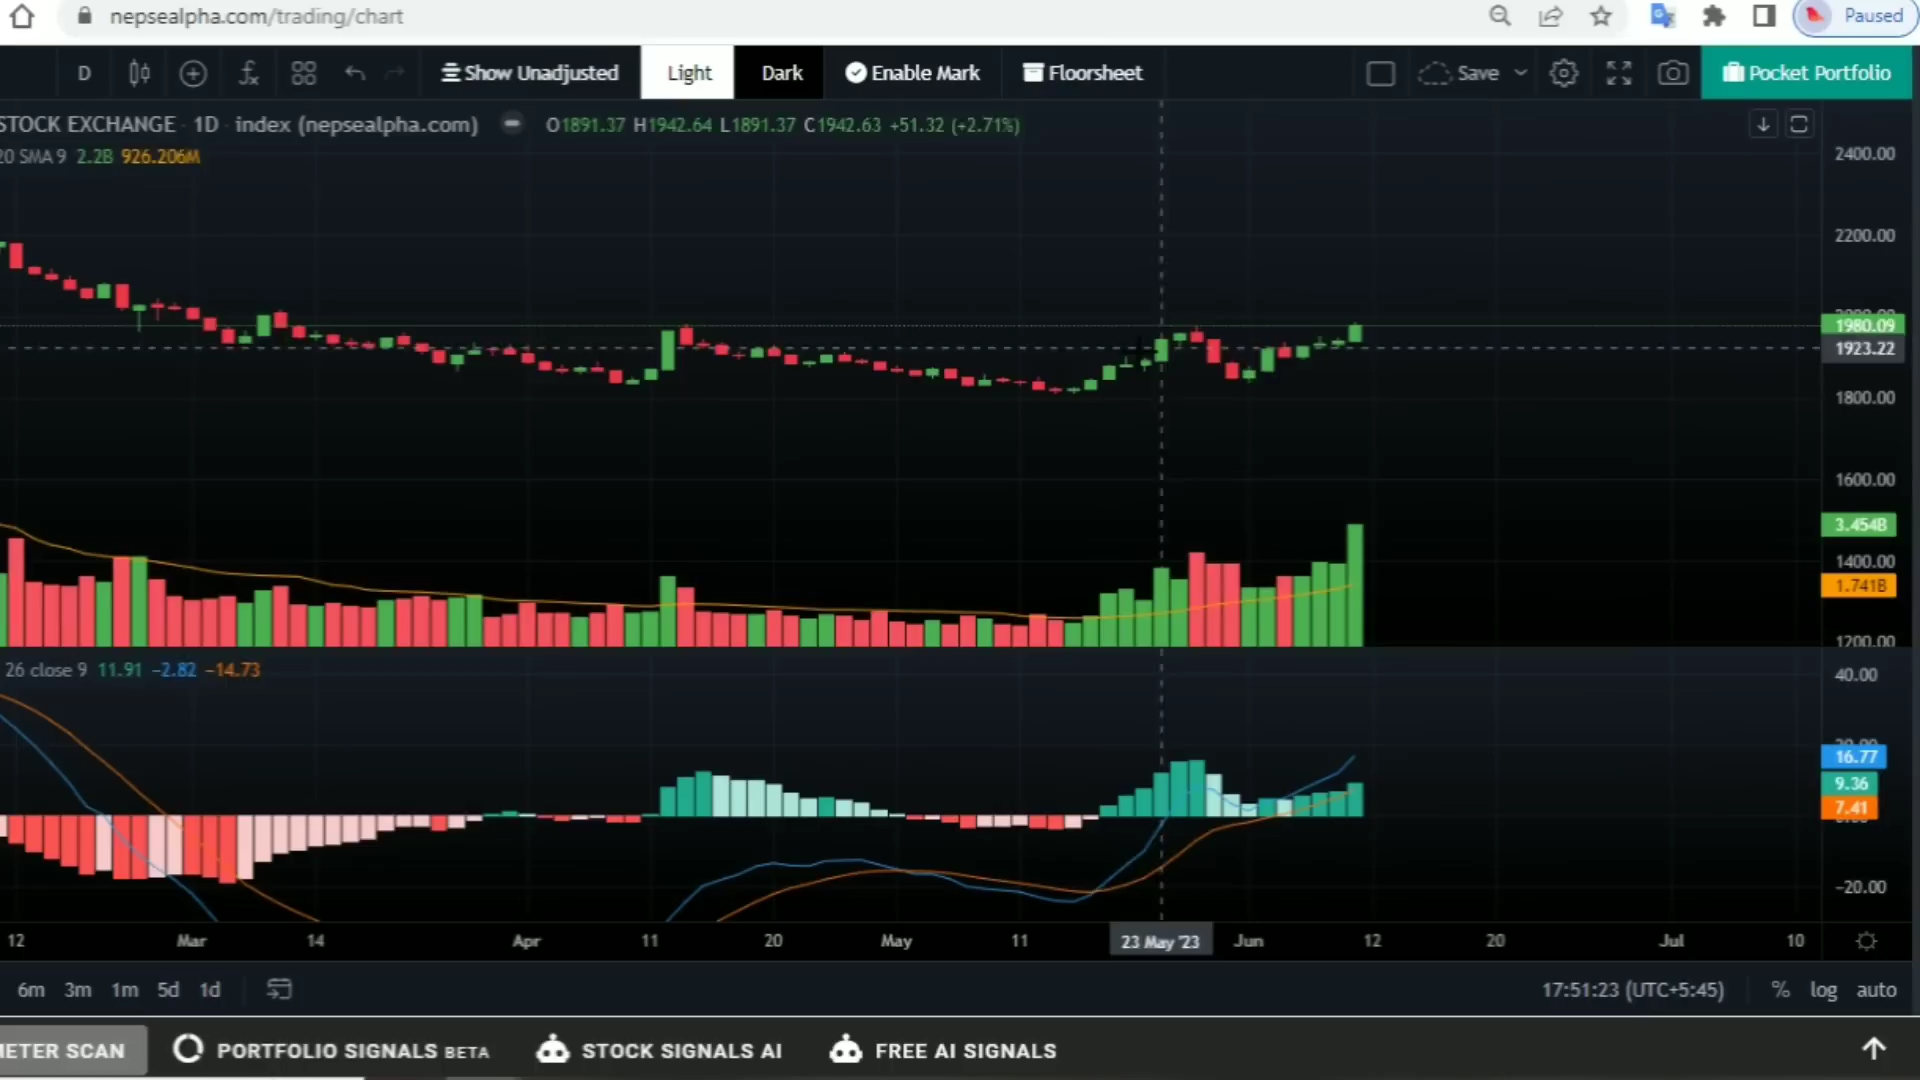 nepsealpha.com/trading/chart
Paused
D
Show Unadjusted
Light
Dark
Enable Mark
Floorsheet
Save
Pocket Portfolio
STOCK EXCHANGE · 1D · index (nepsealpha.com)
O1891.37 H1942.64 L1891.37 C1942.63 +51.32 (+2.71%)
20 SMA 9 2.2B 926.206M
2400.00
2200.00
1980.09
1923.22
1800.00
1600.00
3.454B
1400.00
1.741B
1200.00
26 close 9 11.91 −2.82 −14.73
40.00
16.77
9.36
7.41
−20.00
12 Mar 14 Apr 11 20 May 11 23 May '23 Jun 12 20 Jul 10
6m 3m 1m 5d 1d
17:51:23 (UTC+5:45)
% log auto
METER SCAN
PORTFOLIO SIGNALS BETA
STOCK SIGNALS AI
FREE AI SIGNALS